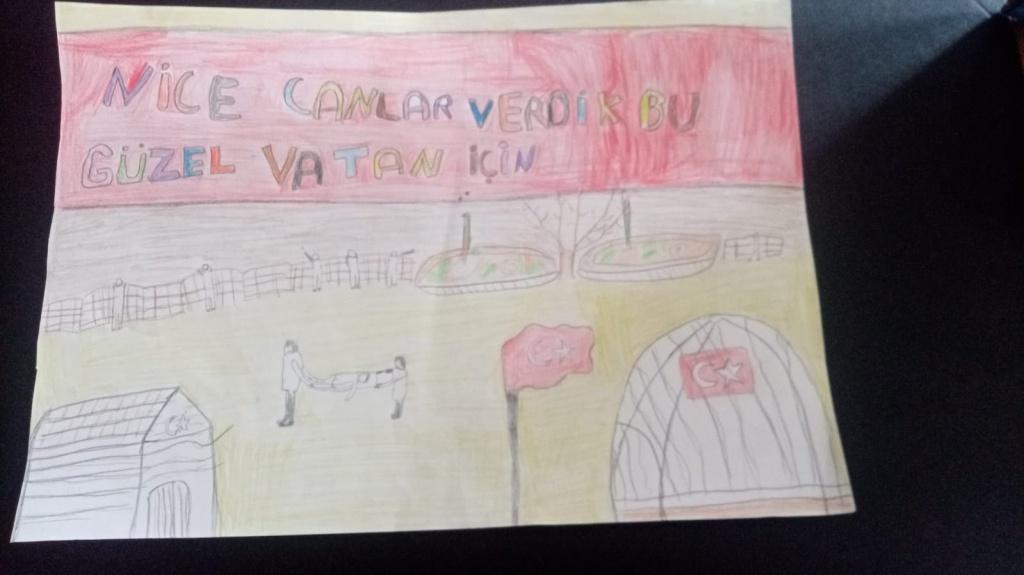 NİCE CANLAR VERDİK BU
GÜZEL VATAN İÇİN